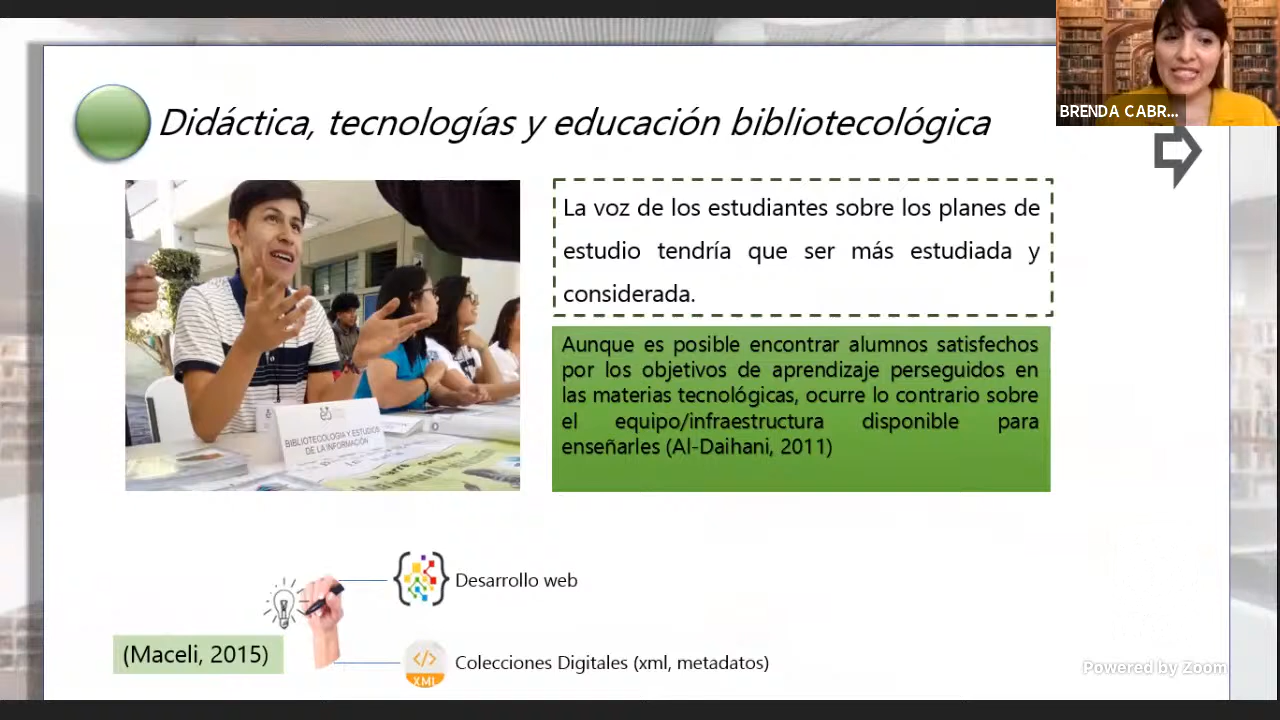 BRENDA CABR...
Didáctica, tecnologías y educación bibliotecológica
La voz de los estudiantes sobre los planes de
estudio tendría que ser más estudiada y
considerada.
Aunque es posible encontrar alumnos satisfechos
por los objetivos de aprendizaje perseguidos en
las materias tecnológicas, ocurre lo contrario sobre
el equipo/infraestructura disponible para
enseñarles (Al-Daihani, 2011)
BIBLIOTECOLOGÍA Y ESTUDIOS
DE LA INFORMACIÓN
Desarrollo web
(Maceli, 2015)
XML
Colecciones Digitales (xml, metadatos)
Powered by Zoom